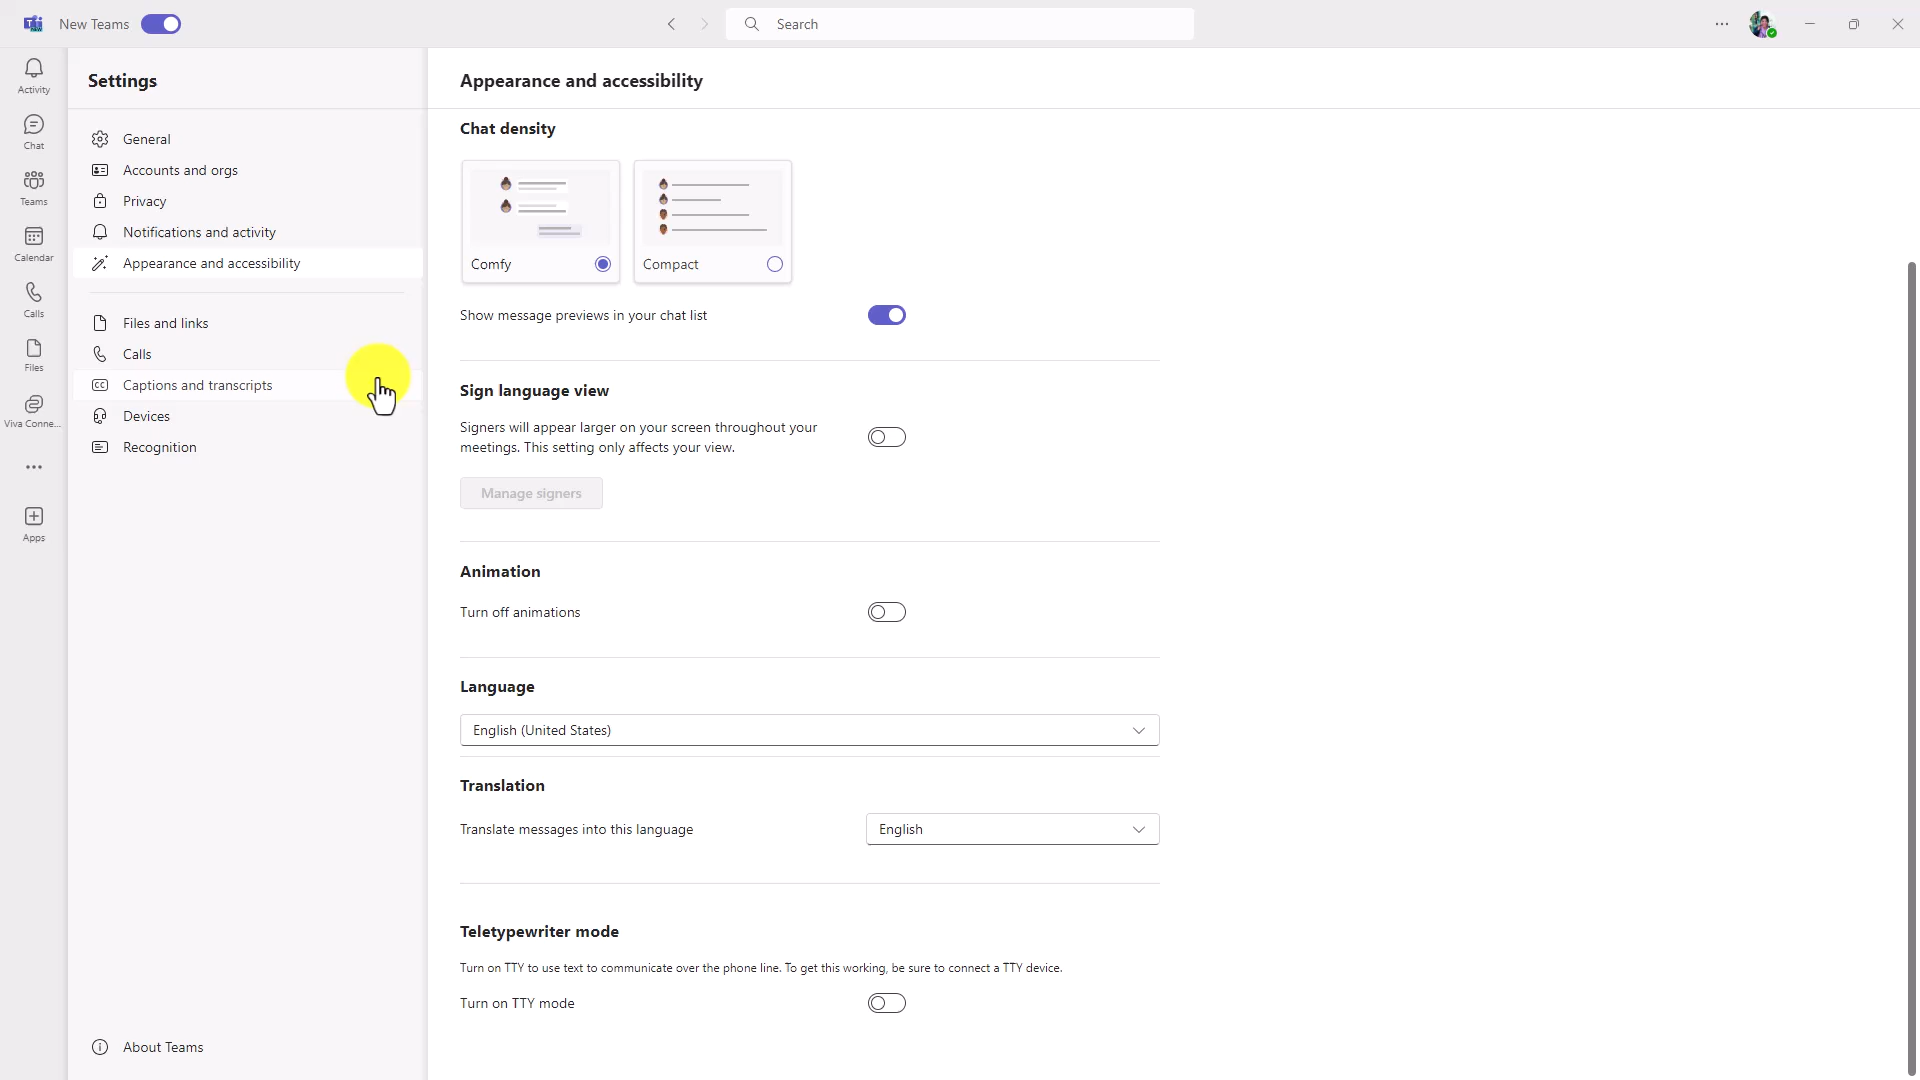 New Teams
Search
Activity
Chat
Teams
Calendar
Calls
Files
Viva Conne...
Apps
Settings
General
Accounts and orgs
Privacy
Notifications and activity
Appearance and accessibility
Files and links
Calls
Captions and transcripts
Devices
Recognition
About Teams
Appearance and accessibility
Chat density
Comfy
Compact
Show message previews in your chat list
Sign language view
Signers will appear larger on your screen throughout your
meetings. This setting only affects your view.
Manage signers
Animation
Turn off animations
Language
English (United States)
Translation
Translate messages into this language
English
Teletypewriter mode
Turn on TTY to use text to communicate over the phone line. To get this working, be sure to connect a TTY device.
Turn on TTY mode